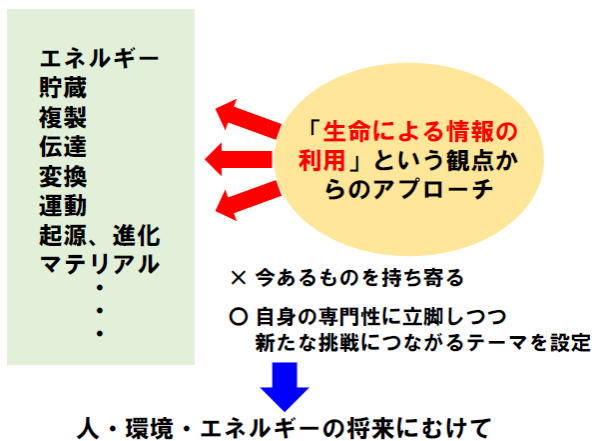 エネルギー
貯蔵
複製
伝達
変換
運動
起源、進化
マテリアル
・
・
・
「生命による情報の
利用」という観点か
らのアプローチ
× 今あるものを持ち寄る
〇 自身の専門性に立脚しつつ
新たな挑戦につながるテーマを設定
人・環境・エネルギーの将来にむけて